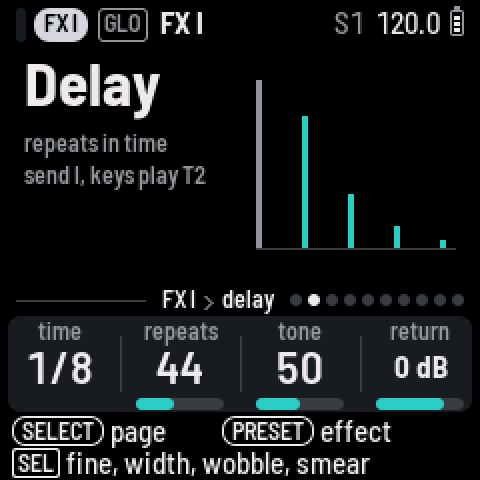 FX I GLO FX I S1 120.0
Delay
repeats in time
send I, keys play T2
FX I > delay
time repeats tone return
1/8 44 50 0 dB
SELECT page PRESET effect
SEL fine, width, wobble, smear